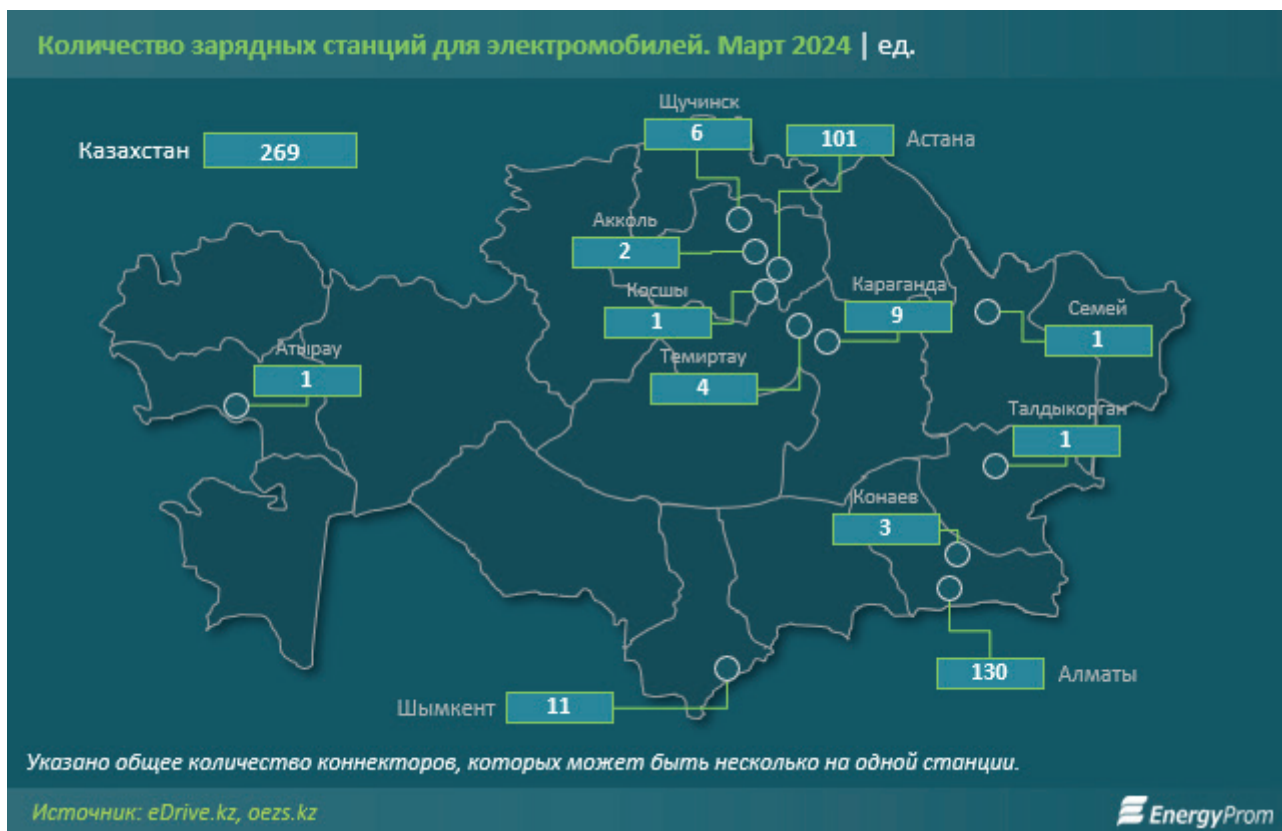 Количество зарядных станций для электромобилей. Март 2024 | ед.
Казахстан 269
Щучинск
6
101 Астана
Акколь
2
Косшы
1
Караганда
9
Семей
1
Атырау
1
Темиртау
4
Талдыкорган
1
Конаев
3
130 Алматы
Шымкент 11
Указано общее количество коннекторов, которых может быть несколько на одной станции.
Источник: eDrive.kz, oezs.kz
EnergyProm